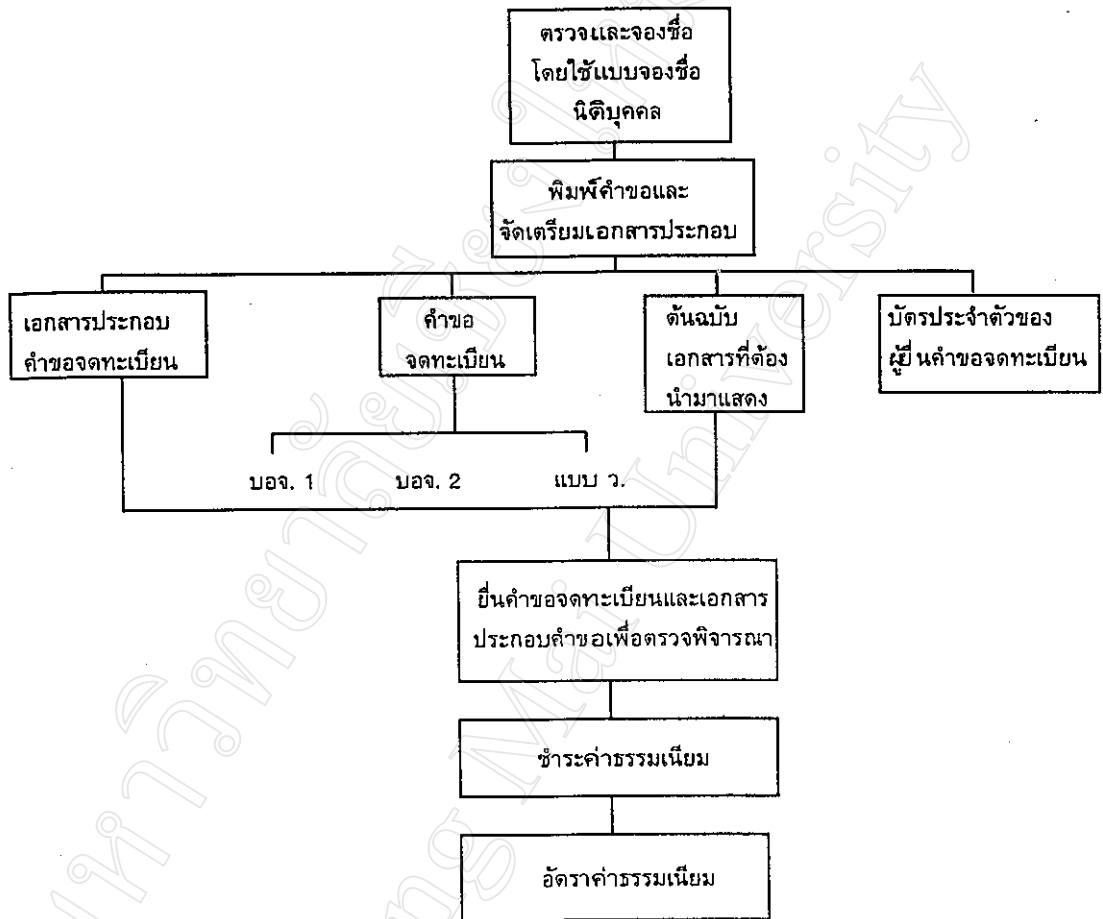 ตรวจและจองชื่อ
โดยใช้แบบจองชื่อ
นิติบุคคล
พิมพ์คำขอและ
จัดเตรียมเอกสารประกอบ
เอกสารประกอบ
คำขอจดทะเบียน
คำขอ
จดทะเบียน
ต้นฉบับ
เอกสารที่ต้อง
นำมาแสดง
บัตรประจำตัวของ
ผู้ยื่นคำขอจดทะเบียน
บอจ. 1
บอจ. 2
แบบ ว.
ยื่นคำขอจดทะเบียนและเอกสาร
ประกอบคำขอเพื่อตรวจพิจารณา
ชำระค่าธรรมเนียม
อัตราค่าธรรมเนียม
Mai University